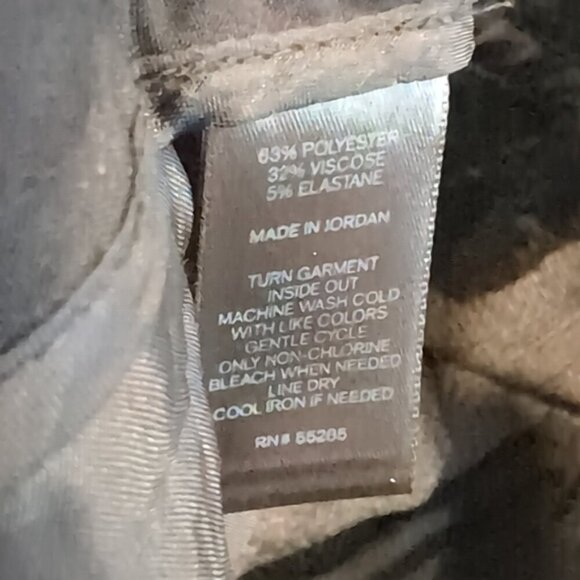 63% POLYESTER
32% VISCOSE
5% ELASTANE
MADE IN JORDAN
TURN GARMENT
INSIDE OUT
MACHINE WASH COLD
WITH LIKE COLORS
GENTLE CYCLE
ONLY NON-CHLORINE
BLEACH WHEN NEEDED
LINE DRY
COOL IRON IF NEEDED
RN# 55285